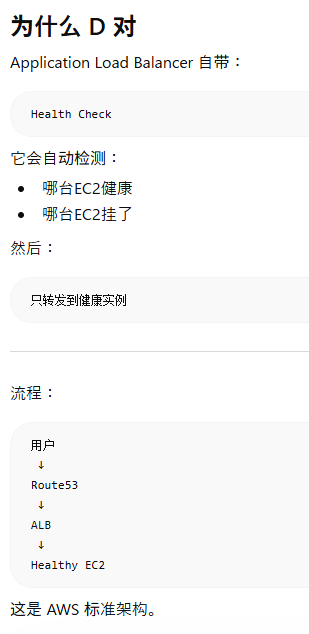 为什么 D 对
Application Load Balancer 自带：
Health Check
它会自动检测：
• 哪台EC2健康
• 哪台EC2挂了
然后：
只转发到健康实例
流程：
用户
↓
Route53
↓
ALB
↓
Healthy EC2
这是 AWS 标准架构。